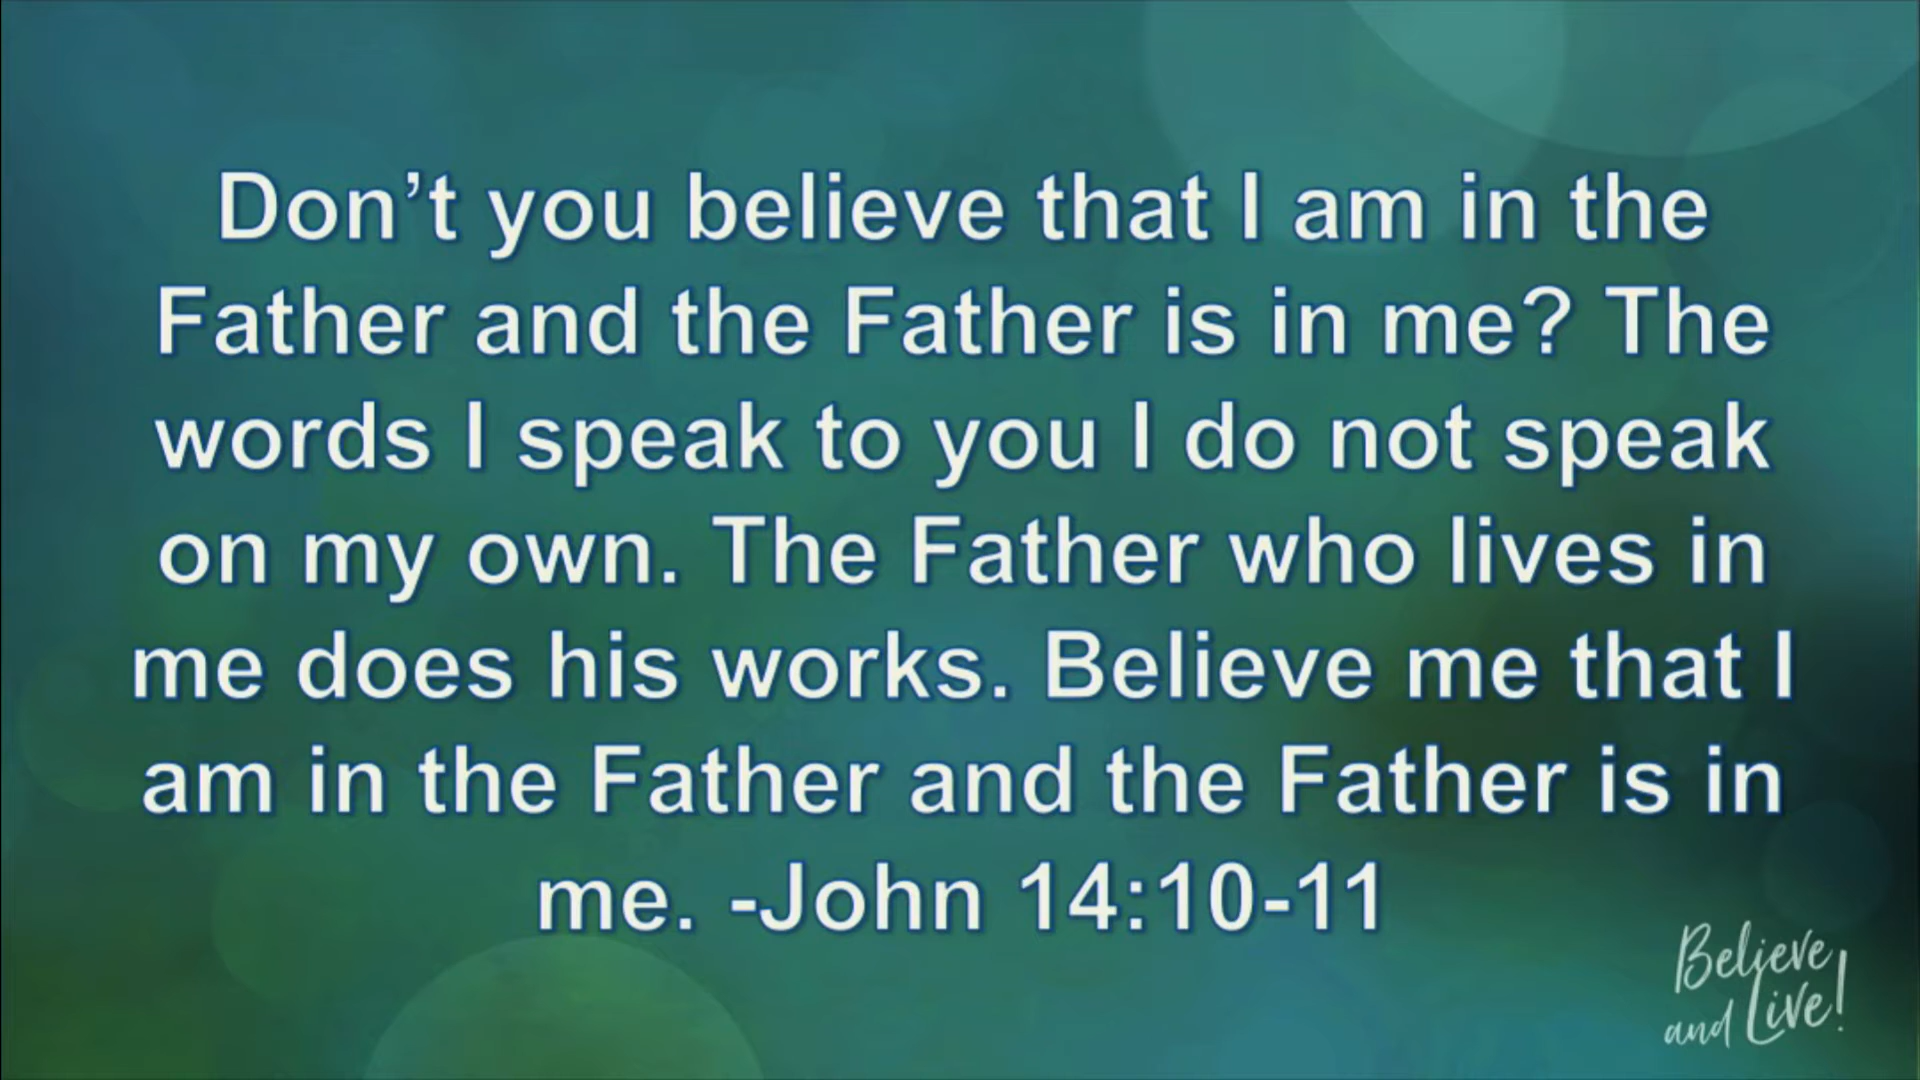 Don’t you believe that I am in the
Father and the Father is in me? The
words I speak to you I do not speak
on my own. The Father who lives in
me does his works. Believe me that I
am in the Father and the Father is in
me. -John 14:10-11
Believe
and Live!